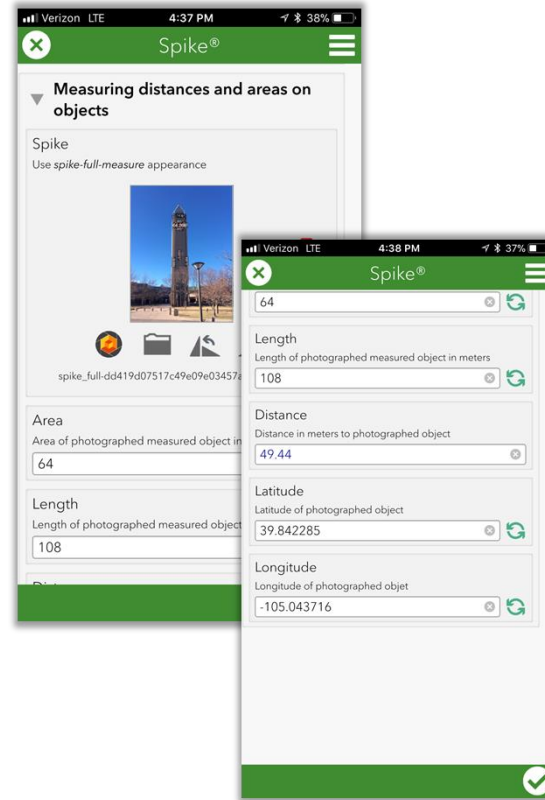 Verizon LTE 4:37 PM 38%
Spike®
Measuring distances and areas on
objects
Spike
Use spike-full-measure appearance
spike_full-dd419d07517c49e09e03457a
Area
Area of photographed measured object in
64
Length
Length of photographed measured object
108
Verizon LTE 4:38 PM 37%
Spike®
64
Length
Length of photographed measured object in meters
108
Distance
Distance in meters to photographed object
49.44
Latitude
Latitude of photographed object
39.842285
Longitude
Longitude of photographed objet
-105.043716